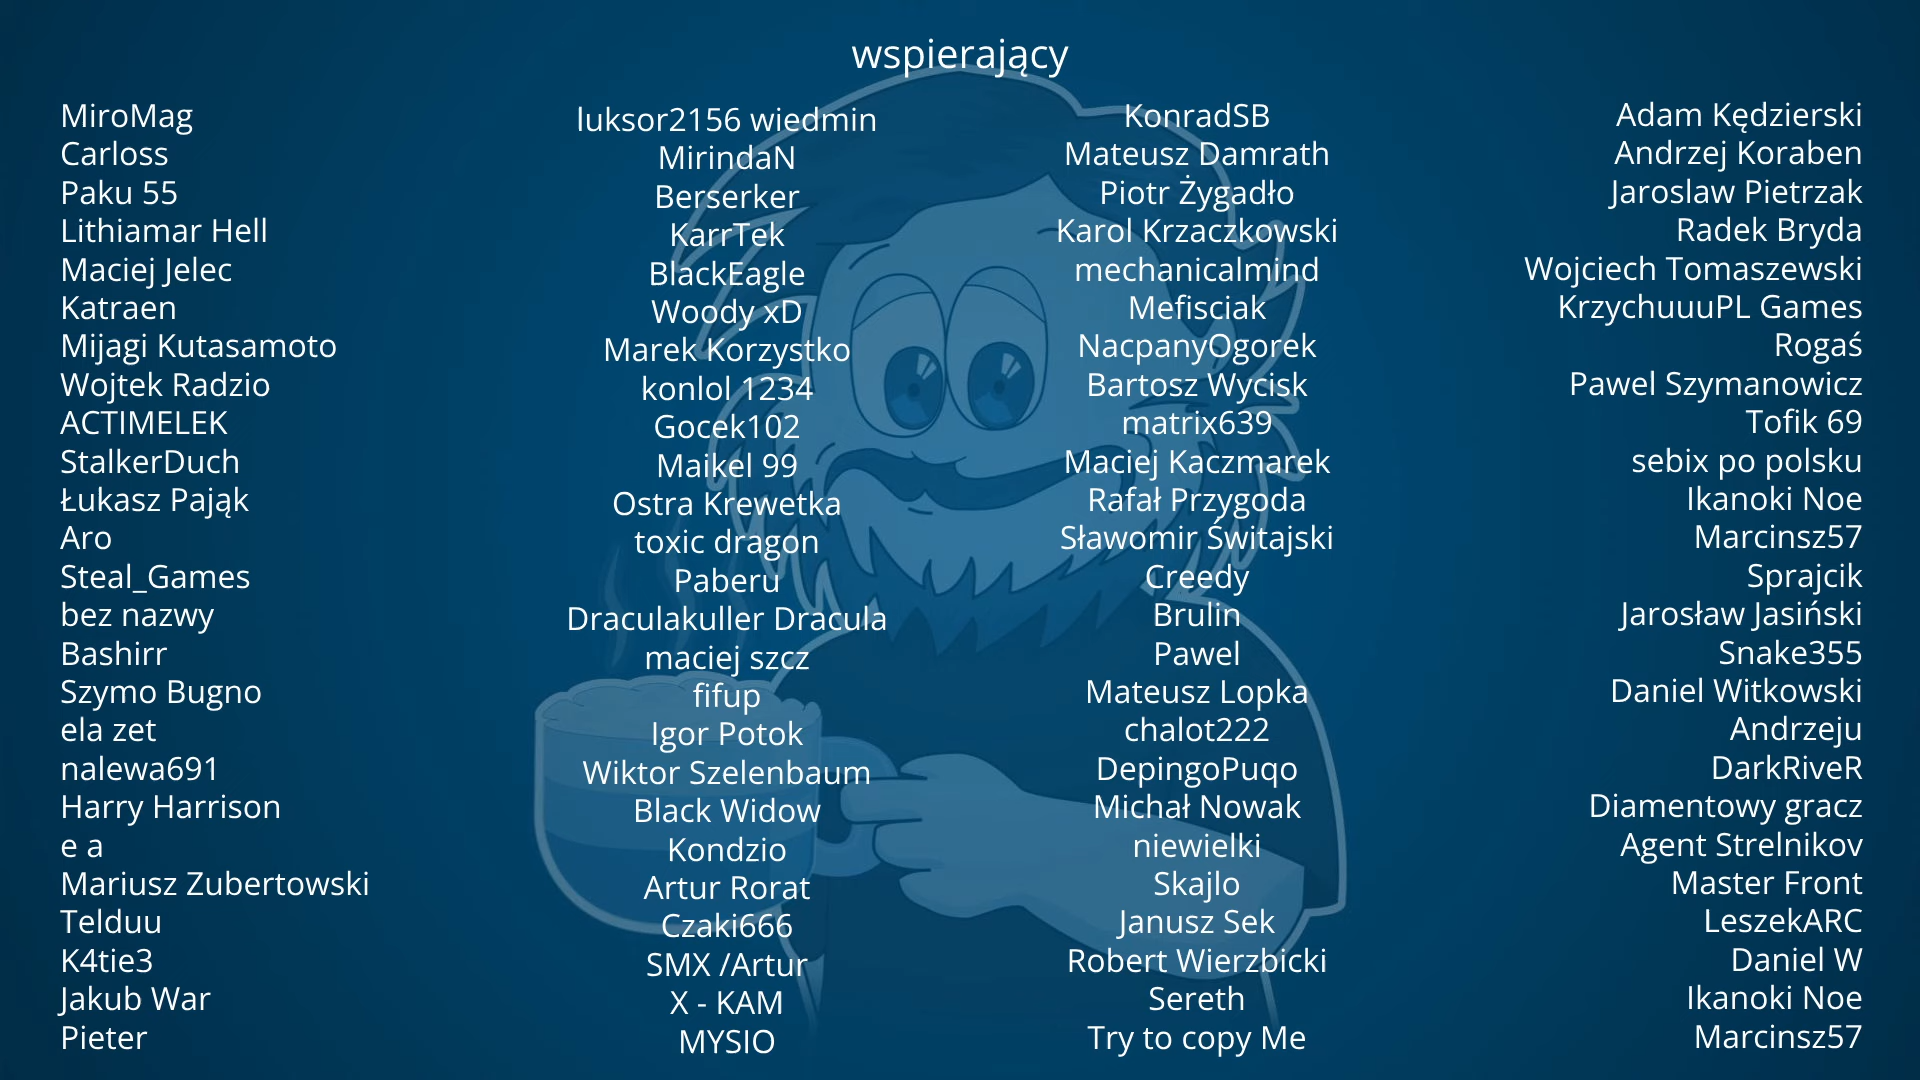 wspierający
MiroMag
Carloss
Paku 55
Lithiamar Hell
Maciej Jelec
Katraen
Mijagi Kutasamoto
Wojtek Radzio
ACTIMELEK
StalkerDuch
Łukasz Pająk
Aro
Steal_Games
bez nazwy
Bashirr
Szymo Bugno
ela zet
nalewa691
Harry Harrison
e a
Mariusz Zubertowski
Telduu
K4tie3
Jakub War
Pieter
luksor2156 wiedmin
MirindaN
Berserker
KarrTek
BlackEagle
Woody xD
Marek Korzystko
konlol 1234
Gocek102
Maikel 99
Ostra Krewetka
toxic dragon
Paberu
Draculakuller Dracula
maciej szcz
fifup
Igor Potok
Wiktor Szelenbaum
Black Widow
Kondzio
Artur Rorat
Czaki666
SMX /Artur
X - KAM
MYSIO
KonradSB
Mateusz Damrath
Piotr Żygadło
Karol Krzaczkowski
mechanicalmind
Mefisciak
NacpanyOgorek
Bartosz Wycisk
matrix639
Maciej Kaczmarek
Rafał Przygoda
Sławomir Świtajski
Creedy
Brulin
Pawel
Mateusz Lopka
chalot222
DepingoPuqo
Michał Nowak
niewielki
Skajlo
Janusz Sek
Robert Wierzbicki
Sereth
Try to copy Me
Adam Kędzierski
Andrzej Koraben
Jaroslaw Pietrzak
Radek Bryda
Wojciech Tomaszewski
KrzychuuuPL Games
Rogaś
Pawel Szymanowicz
Tofik 69
sebix po polsku
Ikanoki Noe
Marcinsz57
Sprajcik
Jarosław Jasiński
Snake355
Daniel Witkowski
Andrzeju
DarkRiveR
Diamentowy gracz
Agent Strelnikov
Master Front
LeszekARC
Daniel W
Ikanoki Noe
Marcinsz57